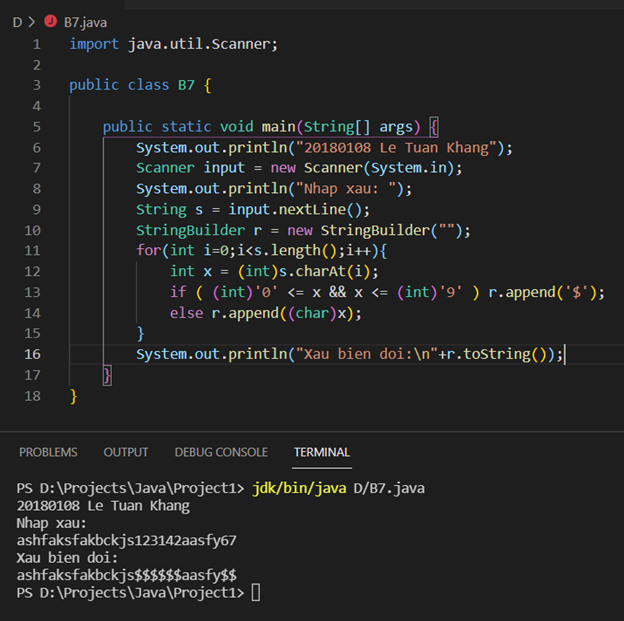 D > B7.java
1 import java.util.Scanner;
2
3 public class B7 {
4
5 public static void main(String[] args) {
6 System.out.println("20180108 Le Tuan Khang");
7 Scanner input = new Scanner(System.in);
8 System.out.println("Nhap xau: ");
9 String s = input.nextLine();
10 StringBuilder r = new StringBuilder("");
11 for(int i=0;i<s.length();i++){
12 int x = (int)s.charAt(i);
13 if ( (int)'0' <= x && x <= (int)'9' ) r.append('$');
14 else r.append((char)x);
15 }
16 System.out.println("Xau bien doi:\n"+r.toString());
17 }
18 }
PROBLEMS OUTPUT DEBUG CONSOLE TERMINAL
PS D:\Projects\Java\Project1> jdk/bin/java D/B7.java
20180108 Le Tuan Khang
Nhap xau:
ashfaksfakbckjs123142aasfy67
Xau bien doi:
ashfaksfakbckjs$$$$$$aasfy$$
PS D:\Projects\Java\Project1>